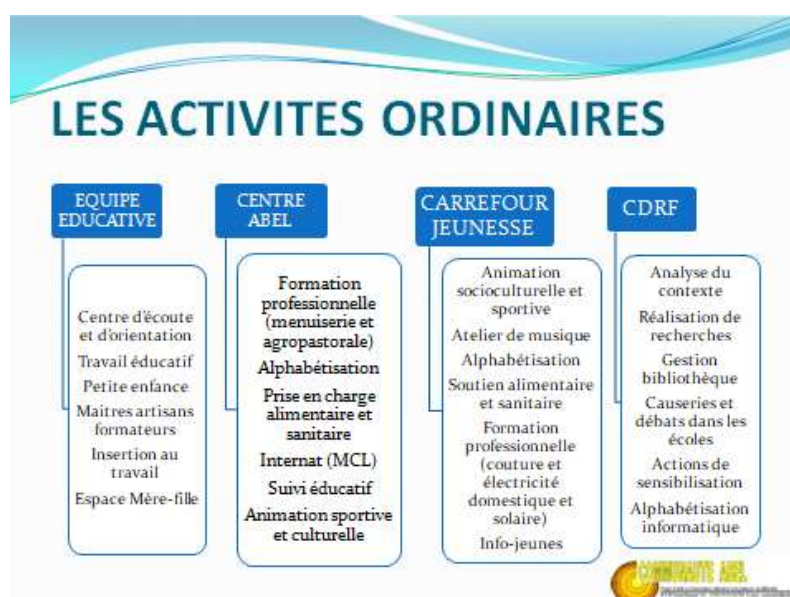 LES ACTIVITES ORDINAIRES
EQUIPE
EDUCATIVE
Centre d'écoute
et d'orientation
Travail éducatif
Petite enfance
Maitres artisans
formateurs
Insertion au
travail
Espace Mère-fille
CENTRE
ABEL
Formation
professionnelle
(menuiserie et
agropastorale)
Alphabétisation
Prise en charge
alimentaire et
sanitaire
Internat (MCL)
Suivi éducatif
Animation sportive
et culturelle
CARREFOUR
JEUNESSE
Animation
socioculturelle et
sportive
Atelier de musique
Alphabétisation
Soutien alimentaire
et sanitaire
Formation
professionnelle
(couture et
électricité
domestique et
solaire)
Info-jeunes
CDRF
Analyse du
contexte
Réalisation de
recherches
Gestion
bibliothèque
Causeries et
débats dans les
écoles
Actions de
sensibilisation
Alphabétisation
informatique
COMMUNAUTE ABEL